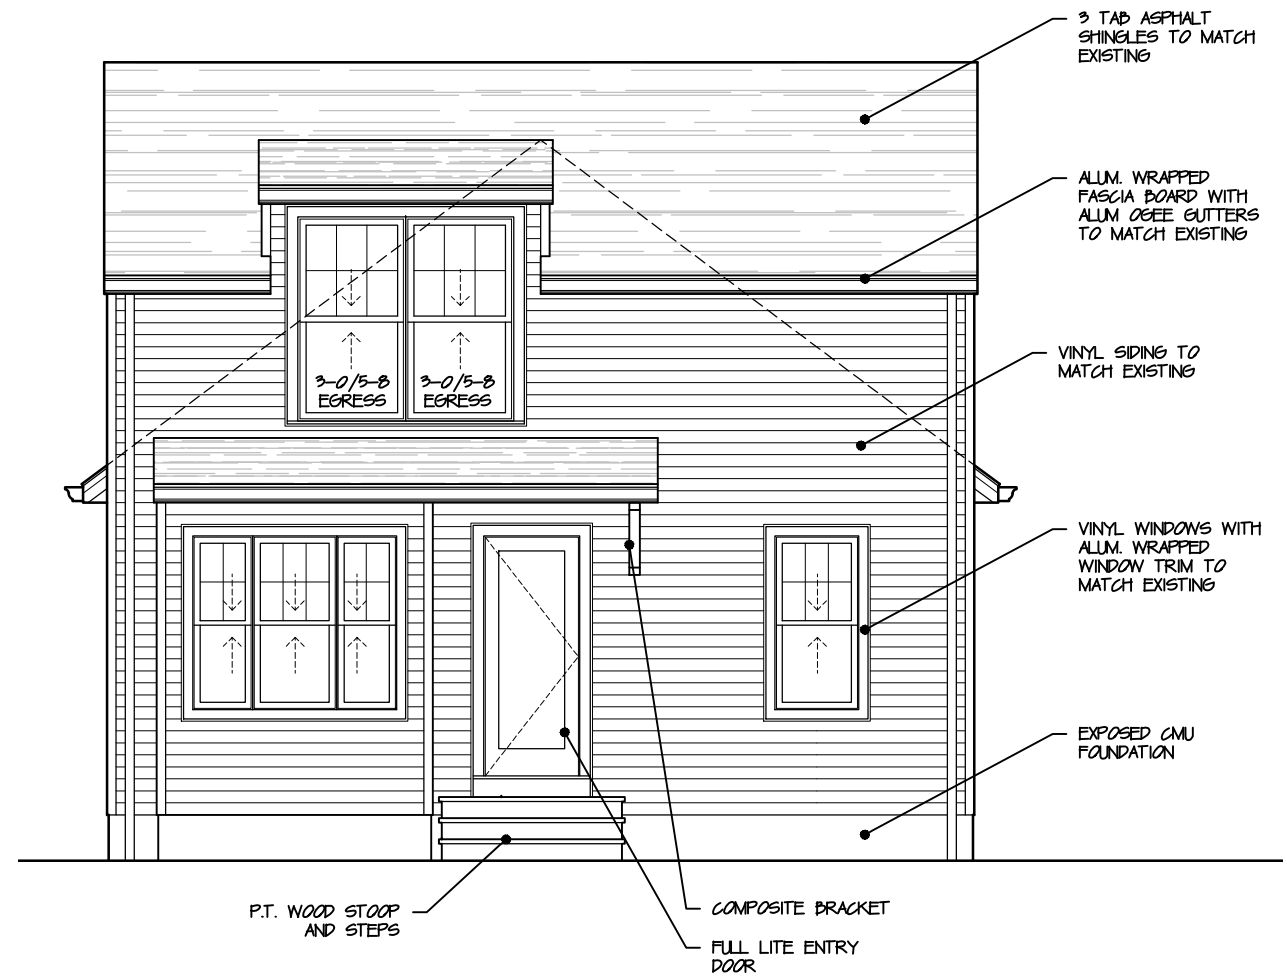 3 TAB ASPHALT
SHINGLES TO MATCH
EXISTING
ALUM. WRAPPED
FASCIA BOARD WITH
ALUM OGEE GUTTERS
TO MATCH EXISTING
VINYL SIDING TO
MATCH EXISTING
3-0/5-8
EGRESS
3-0/5-8
EGRESS
VINYL WINDOWS WITH
ALUM. WRAPPED
WINDOW TRIM TO
MATCH EXISTING
EXPOSED CMU
FOUNDATION
P.T. WOOD STOOP
AND STEPS
COMPOSITE BRACKET
FULL LITE ENTRY
DOOR